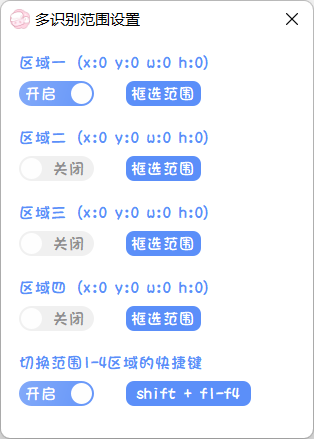 多识别范围设置
区域一 (x:0 y:0 w:0 h:0)
开启 框选范围
区域二 (x:0 y:0 w:0 h:0)
关闭 框选范围
区域三 (x:0 y:0 w:0 h:0)
关闭 框选范围
区域四 (x:0 y:0 w:0 h:0)
关闭 框选范围
切换范围1-4区域的快捷键
开启 shift + f1-f4